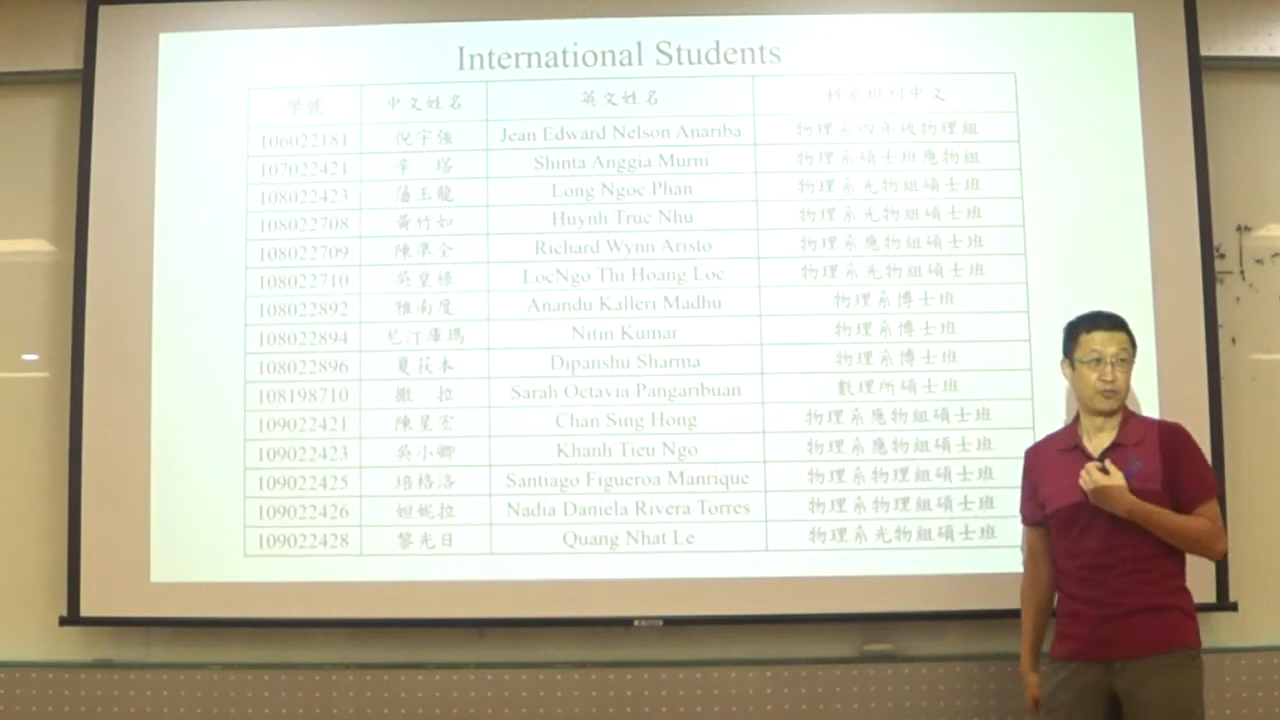 International Students
學號 中文姓名 英文姓名 科系班別中文
106022181 倪宇強 Jean Edward Nelson Anariba 物理系四年級物理組
107022421 辛 塔 Shinta Anggia Murni 物理系碩士班應物組
108022423 潘玉龍 Long Ngoc Phan 物理系光物組碩士班
108022708 黃竹如 Huynh Truc Nhu 物理系光物組碩士班
108022709 陳準全 Richard Wynn Aristo 物理系應物組碩士班
108022710 吳皇祿 LocNgo Thi Hoang Loc 物理系光物組碩士班
108022892 雅南度 Anandu Kalleri Madhu 物理系博士班
108022894 尼汀庫瑪 Nitin Kumar 物理系博士班
108022896 夏荻本 Dipanshu Sharma 物理系博士班
108198710 撒 拉 Sarah Octavia Pangaribuan 數理所碩士班
109022421 陳星宏 Chan Sing Hong 物理系應物組碩士班
109022423 吳小卿 Khanh Tieu Ngo 物理系應物組碩士班
109022425 培格洛 Santiago Figueroa Manrique 物理系物理組碩士班
109022426 妲妮拉 Nadia Daniela Rivera Torres 物理系物理組碩士班
109022428 黎光日 Quang Nhat Le 物理系光物組碩士班